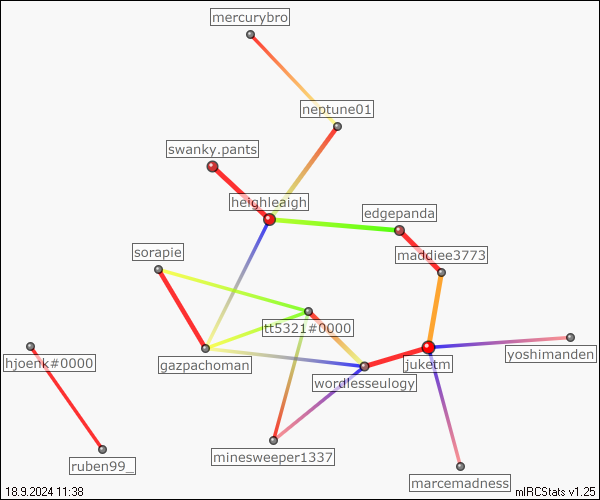 mercurybro
neptune01
swanky.pants
heighleaigh
edgepanda
sorapie
maddiee3773
tt5321#0000
hjoenk#0000
gazpachoman
juketm
yoshimanden
wordlesseulogy
minesweeper1337
ruben99_
marcemadness
18.9.2024 11:38
mIRCStats v1.25